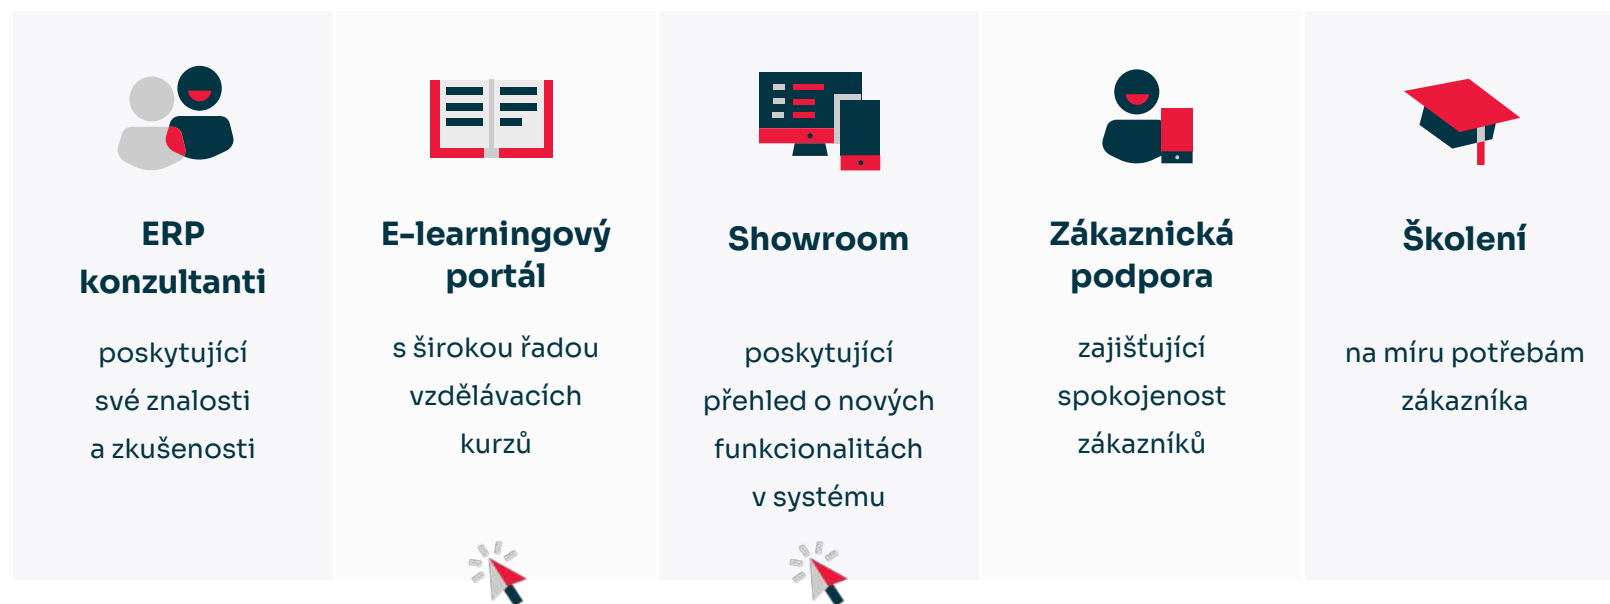 ERP
konzultanti
poskytující
své znalosti
a zkušenosti
E-learningový
portál
s širokou řadou
vzdělávacích
kurzů
Showroom
poskytující
přehled o nových
funkcionalitách
v systému
Zákaznická
podpora
zajišťující
spokojenost
zákazníků
Školení
na míru potřebám
zákazníka